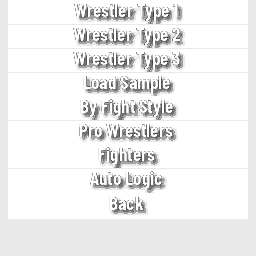 Wrestler Type 1
Wrestler Type 2
Wrestler Type 3
Load Sample
By Fight Style
Pro Wrestlers
Fighters
Auto Logic
Back